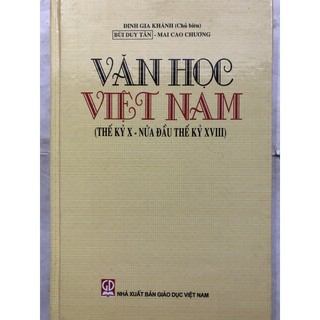 ĐINH GIA KHÁNH (Chủ biên)
BÙI DUY TÂN - MAI CAO CHƯƠNG
VĂN HỌC
VIỆT NAM
(THẾ KỶ X - NỬA ĐẦU THẾ KỶ XVIII)
GD
NHÀ XUẤT BẢN GIÁO DỤC VIỆT NAM